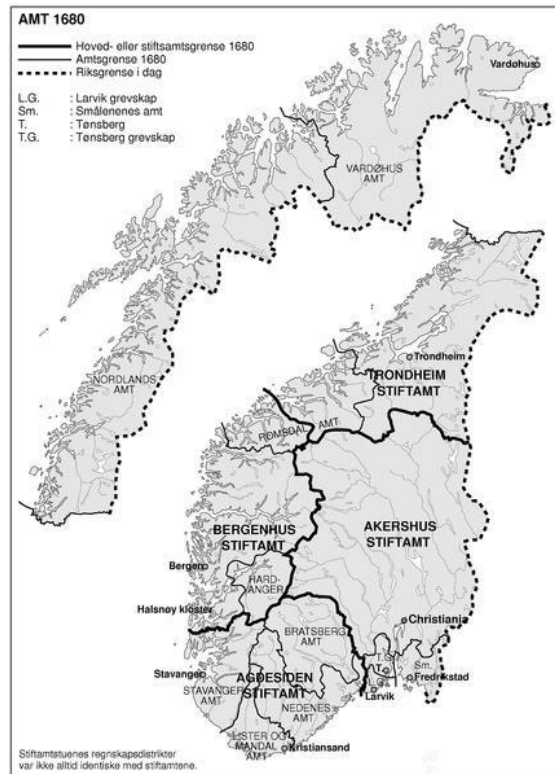 AMT 1680
Hoved- eller stiftsamtsgrense 1680
Amtsgrense 1680
Riksgrense i dag
L.G. : Larvik grevskap
Sm. : Smålenenes amt
T. : Tønsberg
T.G. : Tønsberg grevskap
Vardøhus
VARDØHUS
AMT
NORDLANDS
AMT
Trondheim
TRONDHEIM
STIFTAMT
ROMSDAL AMT
BERGENHUS
STIFTAMT
AKERSHUS
STIFTAMT
Bergen
HARD-
ANGER
Halsnøy kloster
Christiania
BRATSBERG
AMT
T.G.
T.
Sm.
Fredrikstad
L.G.
Larvik
Stavanger
STAVANGER
AMT
AGDESIDEN
STIFTAMT
NEDENES
AMT
LISTER OG
MANDAL
AMT
Kristiansand
Stiftamtstuenes regnskapsdistrikter
var ikke alltid identiske med stiftamtene.